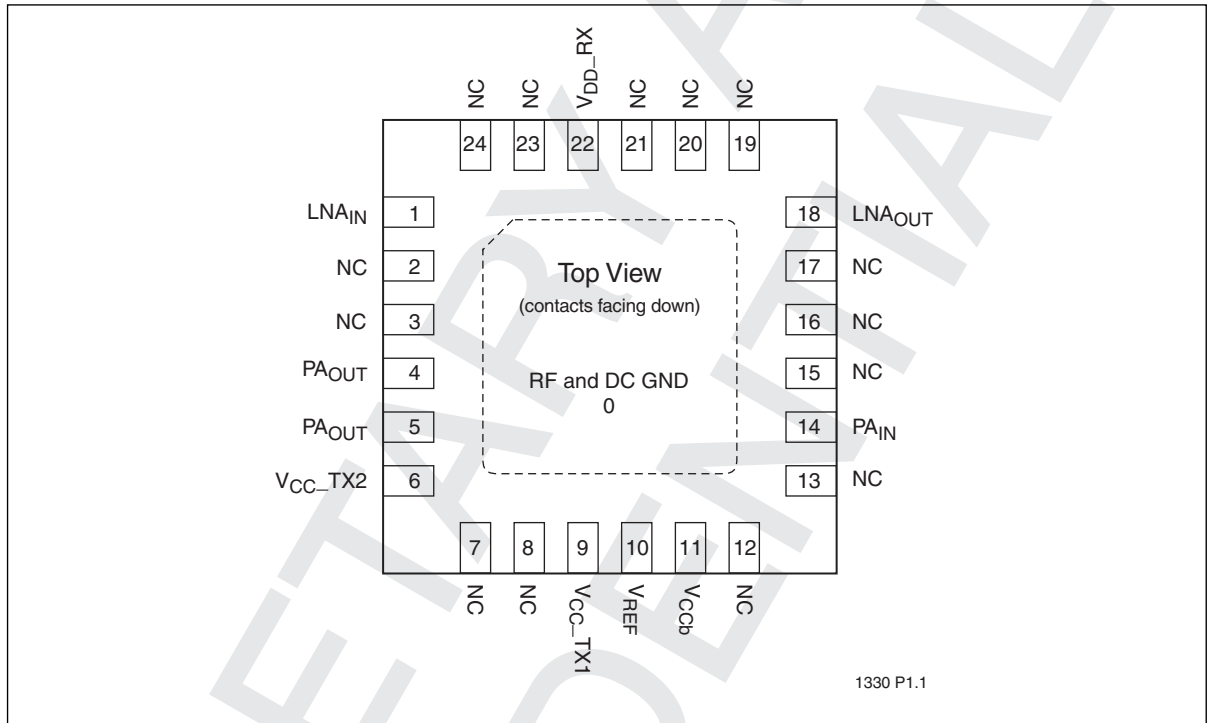 NC NC VDD_RX NC NC NC
24 23 22 21 20 19
LNAIN 1 18 LNAOUT
NC 2 17 NC
NC 3 16 NC
PAOUT 4 15 NC
PAOUT 5 14 PAIN
VCC_TX2 6 13 NC
Top View
(contacts facing down)
RF and DC GND
0
7 8 9 10 11 12
NC NC VCC_TX1 VREF VCCb NC
1330 P1.1